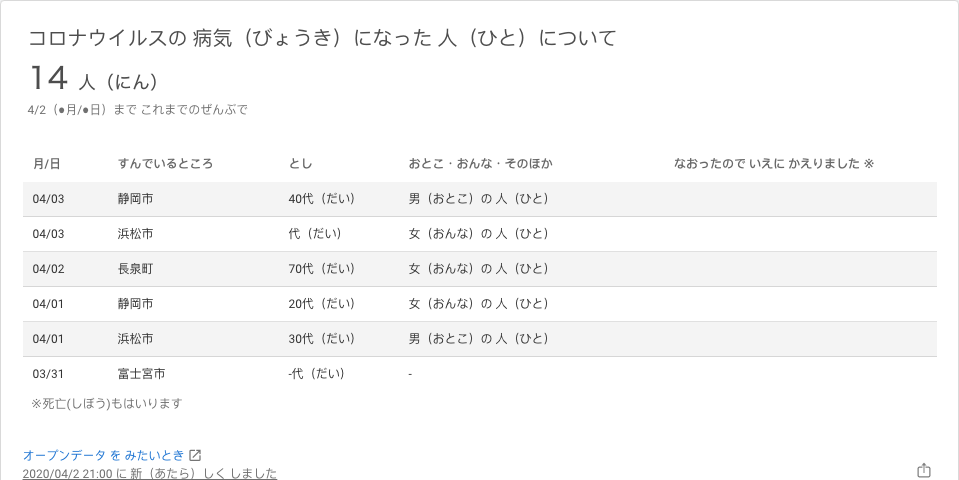 コロナウイルスの 病気（びょうき）になった 人（ひと）について
14 人（にん）
4/2（●月/●日）まで これまでのぜんぶで
月/日 すんでいるところ とし おとこ・おんな・そのほか なおったので いえに かえりました ※
04/03 静岡市 40代（だい） 男（おとこ）の 人（ひと）
04/03 浜松市 代（だい） 女（おんな）の 人（ひと）
04/02 長泉町 70代（だい） 女（おんな）の 人（ひと）
04/01 静岡市 20代（だい） 女（おんな）の 人（ひと）
04/01 浜松市 30代（だい） 男（おとこ）の 人（ひと）
03/31 富士宮市 -代（だい） -
※死亡(しぼう)もはいります
オープンデータ を みたいとき
2020/04/2 21:00 に 新（あたら）しく しました